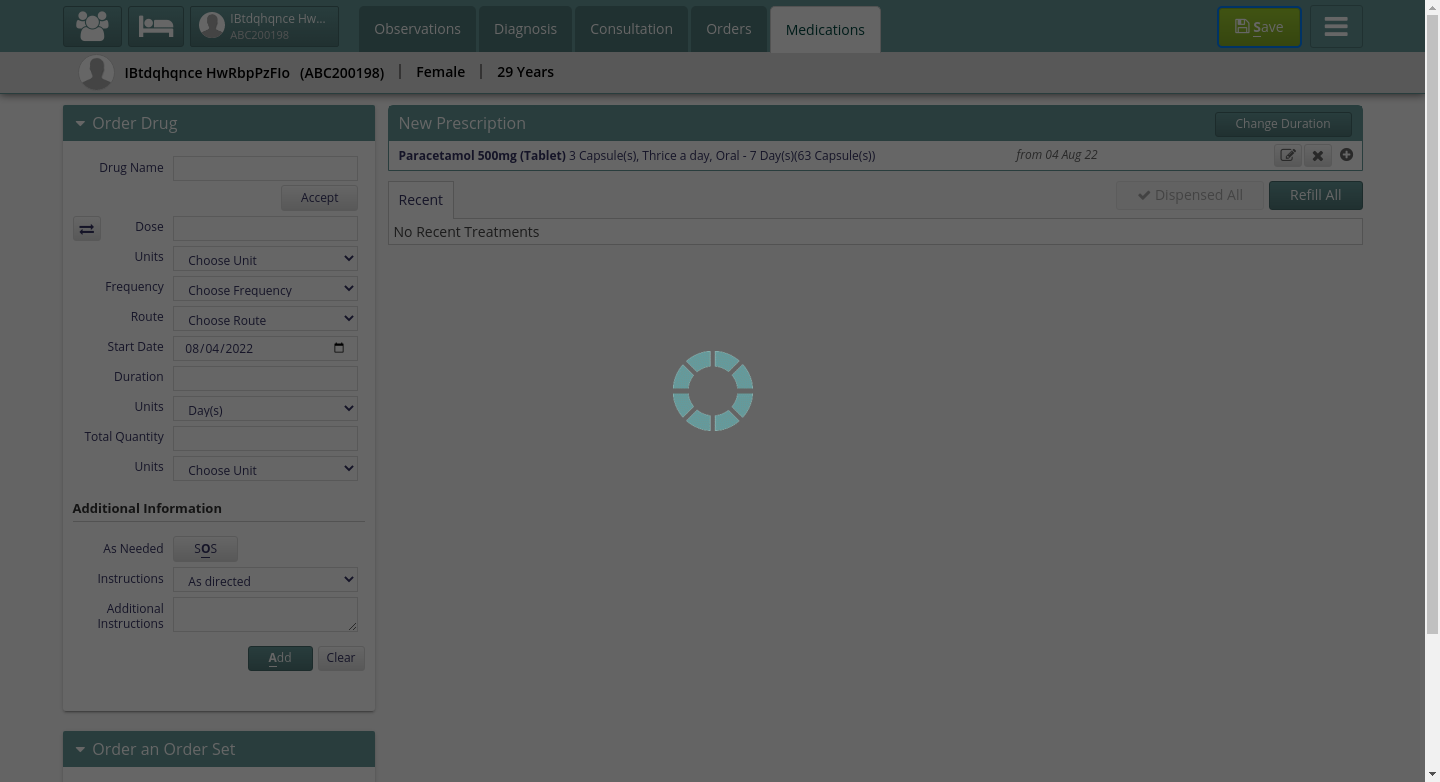 IBtdqhqnce Hw...
ABC200198
Observations
Diagnosis
Consultation
Orders
Medications
Save
IBtdqhqnce HwRbpPzFIo (ABC200198) | Female | 29 Years
Order Drug
Drug Name
Accept
Dose
Units Choose Unit
Frequency Choose Frequency
Route Choose Route
Start Date 08/04/2022
Duration
Units Day(s)
Total Quantity
Units Choose Unit
Additional Information
As Needed SOS
Instructions As directed
Additional
Instructions
Add Clear
Order an Order Set
New Prescription
Change Duration
Paracetamol 500mg (Tablet) 3 Capsule(s), Thrice a day, Oral - 7 Day(s)(63 Capsule(s)) from 04 Aug 22
Recent
Dispensed All
Refill All
No Recent Treatments